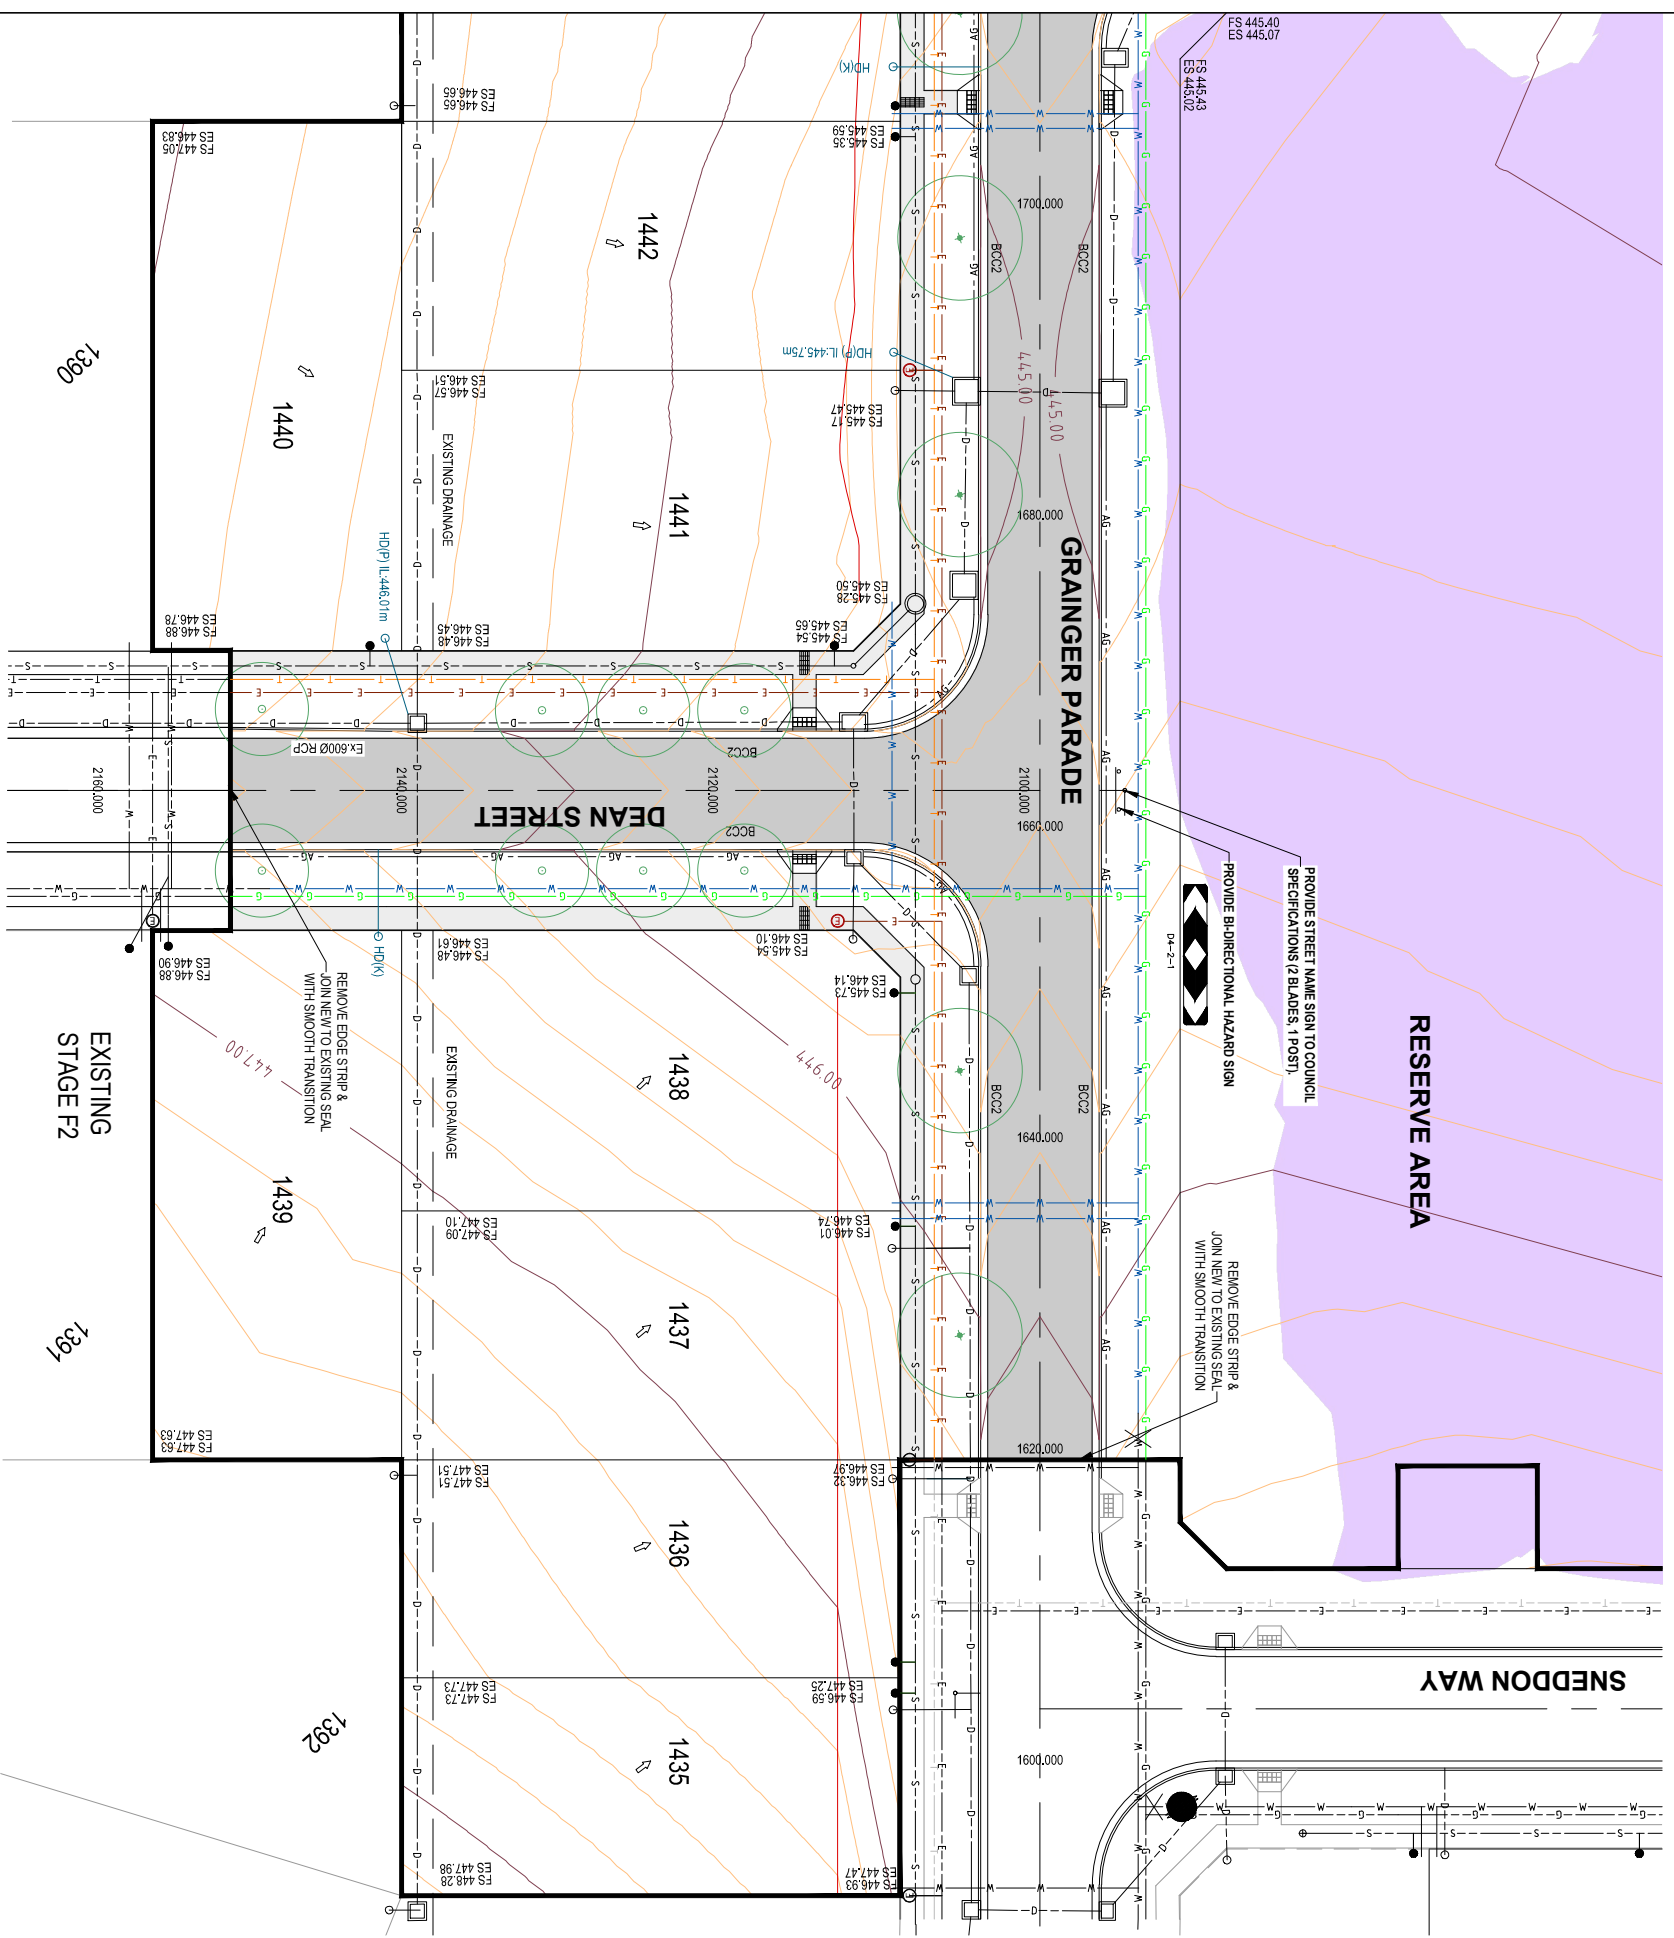 FS 445.40
ES 445.07
FS 445.43
ES 445.02
FS 446.65
ES 446.65
FS 447.05
ES 446.83
FS 445.35
ES 445.59
HD(K)
1442
1700.000
BCC2
BCC2
1390
1440
FS 446.57
ES 446.51
HD(P) IL:445.75m
FS 445.17
ES 445.47
445.00
445.00
EXISTING DRAINAGE
1441
1680.000
HD(P) IL:446.01m
GRAINGER PARADE
FS 446.88
ES 446.78
FS 446.48
ES 446.45
FS 445.28
ES 445.50
FS 445.54
ES 445.65
Ex.600Ø RCP
BCC2
2160.000
2140.000
2120.000
2100.000
DEAN STREET
BCC2
1660.000
PROVIDE STREET NAME SIGN TO COUNCIL
SPECIFICATIONS (2 BLADES, 1 POST).
PROVIDE BI-DIRECTIONAL HAZARD SIGN
D4-2-1
FS 446.88
ES 446.90
FS 446.48
ES 446.61
HD(K)
FS 445.54
ES 446.10
FS 445.73
ES 446.14
REMOVE EDGE STRIP &
JOIN NEW TO EXISTING SEAL
WITH SMOOTH TRANSITION
EXISTING
STAGE F2
447.00
EXISTING DRAINAGE
1438
446.00
BCC2
BCC2
1640.000
RESERVE AREA
1439
FS 447.09
ES 447.10
FS 446.01
ES 446.74
REMOVE EDGE STRIP &
JOIN NEW TO EXISTING SEAL
WITH SMOOTH TRANSITION
1391
1437
FS 447.63
ES 447.63
FS 447.51
ES 447.51
FS 446.32
ES 446.97
1620.000
1436
FS 447.73
ES 447.73
FS 446.59
ES 447.25
SNEDDON WAY
1392
1435
1600.000
FS 448.28
ES 447.98
FS 446.93
ES 447.47